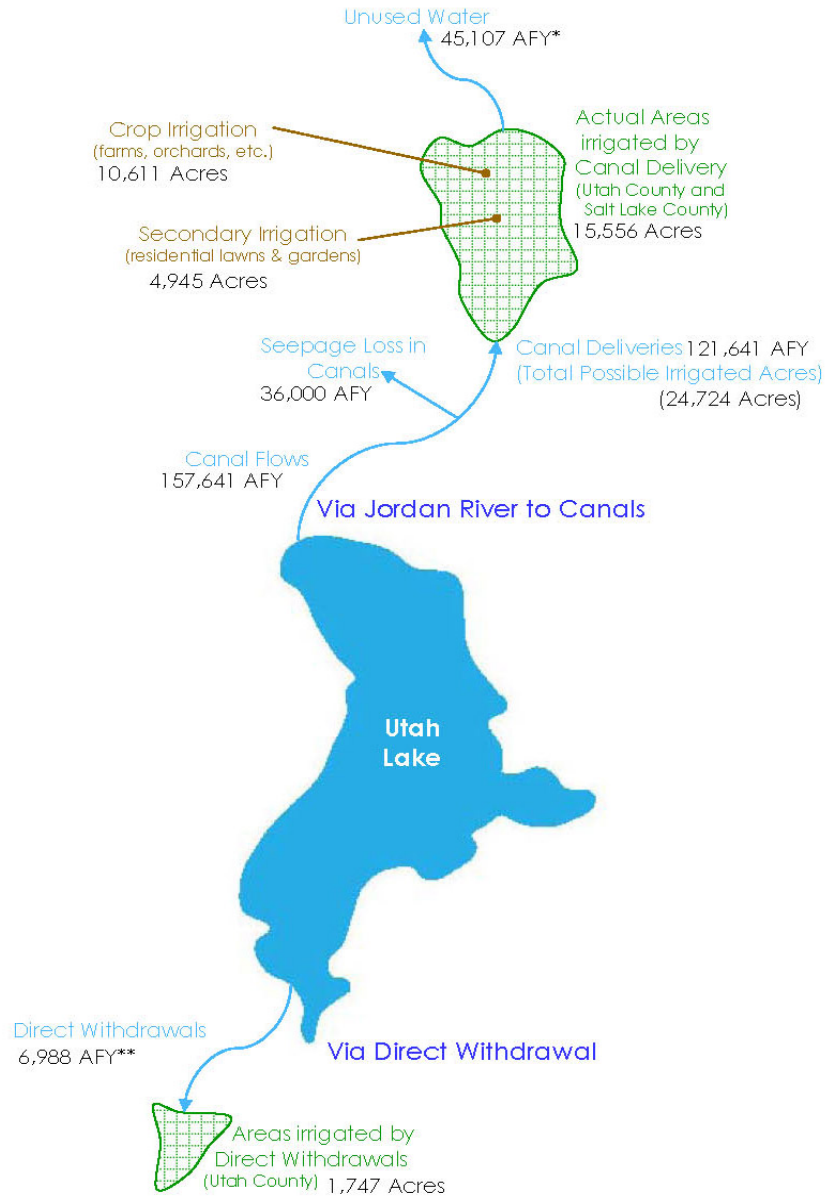 Unused Water
45,107 AFY*
Crop Irrigation
(farms, orchards, etc.)
10,611 Acres
Actual Areas
irrigated by
Canal Delivery
(Utah County and
Salt Lake County)
15,556 Acres
Secondary Irrigation
(residential lawns & gardens)
4,945 Acres
Seepage Loss in
Canals
36,000 AFY
Canal Deliveries 121,641 AFY
(Total Possible Irrigated Acres)
(24,724 Acres)
Canal Flows
157,641 AFY
Via Jordan River to Canals
Utah
Lake
Direct Withdrawals
6,988 AFY**
Via Direct Withdrawal
Areas irrigated by
Direct Withdrawals
(Utah County) 1,747 Acres